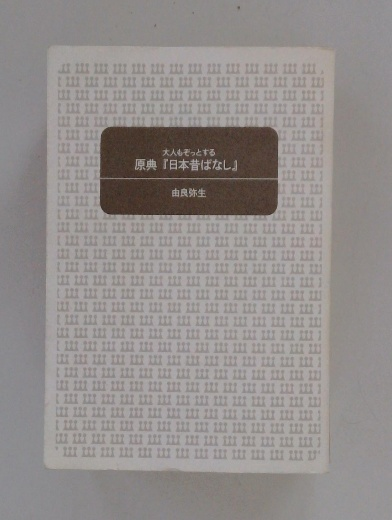 大人もぞっとする
原典『日本昔ばなし』
由良弥生